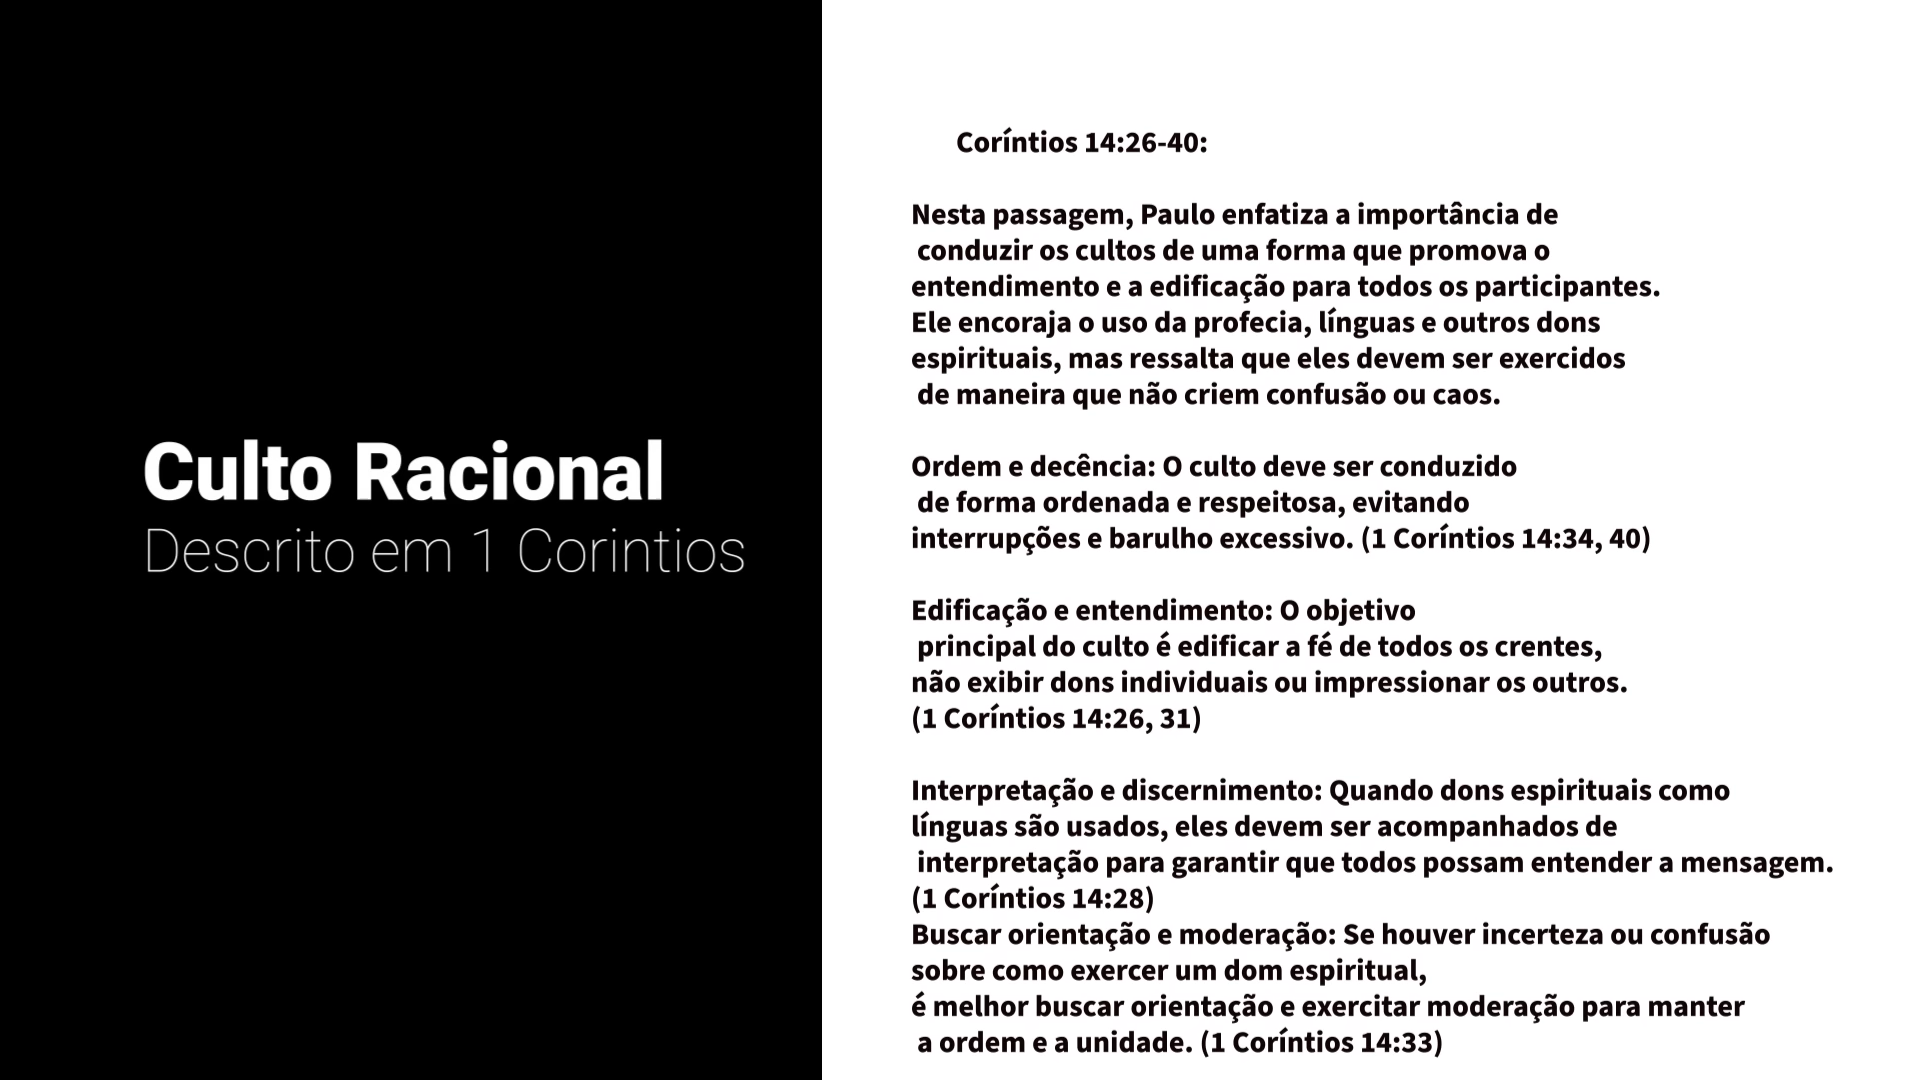 Culto Racional
Descrito em 1 Corintios
Coríntios 14:26-40:
Nesta passagem, Paulo enfatiza a importância de
conduzir os cultos de uma forma que promova o
entendimento e a edificação para todos os participantes.
Ele encoraja o uso da profecia, línguas e outros dons
espirituais, mas ressalta que eles devem ser exercidos
de maneira que não criem confusão ou caos.
Ordem e decência: O culto deve ser conduzido
de forma ordenada e respeitosa, evitando
interrupções e barulho excessivo. (1 Coríntios 14:34, 40)
Edificação e entendimento: O objetivo
principal do culto é edificar a fé de todos os crentes,
não exibir dons individuais ou impressionar os outros.
(1 Coríntios 14:26, 31)
Interpretação e discernimento: Quando dons espirituais como
línguas são usados, eles devem ser acompanhados de
interpretação para garantir que todos possam entender a mensagem.
(1 Coríntios 14:28)
Buscar orientação e moderação: Se houver incerteza ou confusão
sobre como exercer um dom espiritual,
é melhor buscar orientação e exercitar moderação para manter
a ordem e a unidade. (1 Coríntios 14:33)